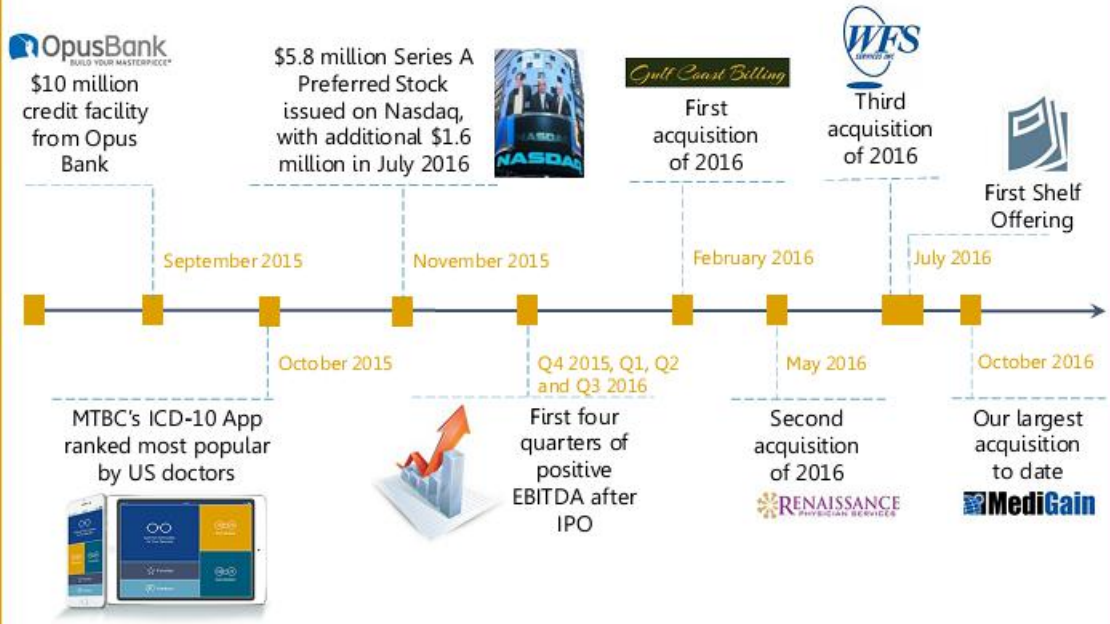 OpusBank
BUILD YOUR MASTERPIECE
$10 million
credit facility
from Opus
Bank
September 2015
$5.8 million Series A
Preferred Stock
issued on Nasdaq,
with additional $1.6
million in July 2016
NASDAQ
NASDAQ
November 2015
Gulf Coast Billing
First
acquisition
of 2016
February 2016
WFS
SERVICES INC
Third
acquisition
of 2016
First Shelf
Offering
July 2016
October 2015
MTBC's ICD-10 App
ranked most popular
by US doctors
Q4 2015, Q1, Q2
and Q3 2016
First four
quarters of
positive
EBITDA after
IPO
May 2016
Second
acquisition
of 2016
RENAISSANCE
PHYSICIAN SERVICES
October 2016
Our largest
acquisition
to date
MediGain